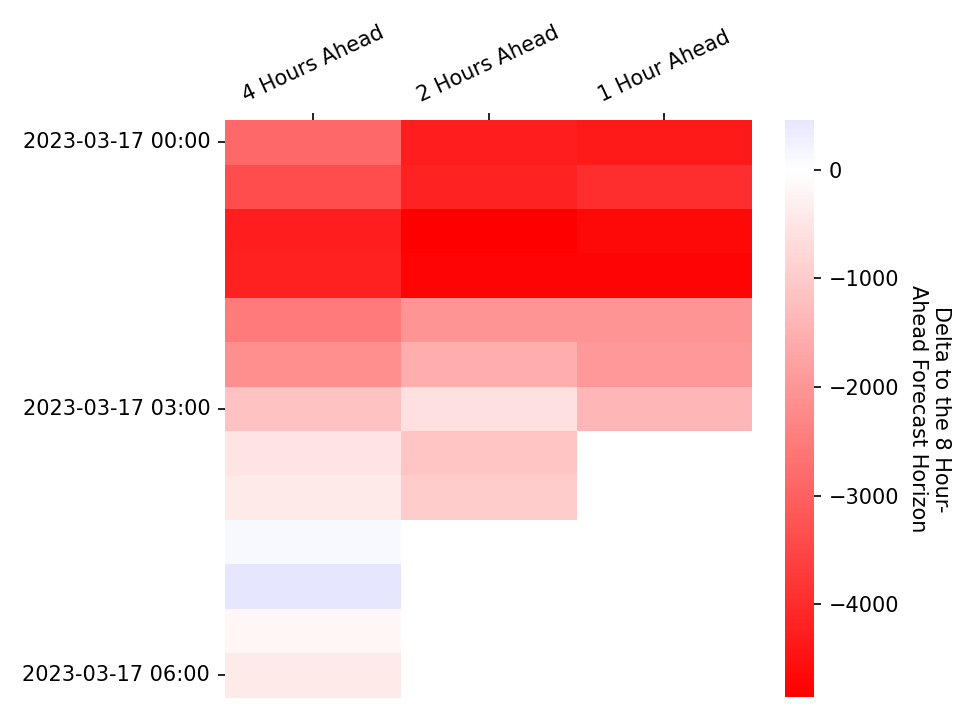 4 Hours Ahead
2 Hours Ahead
1 Hour Ahead
2023-03-17 00:00
2023-03-17 03:00
2023-03-17 06:00
0
−1000
−2000
−3000
−4000
Delta to the 8 Hour-
Ahead Forecast Horizon